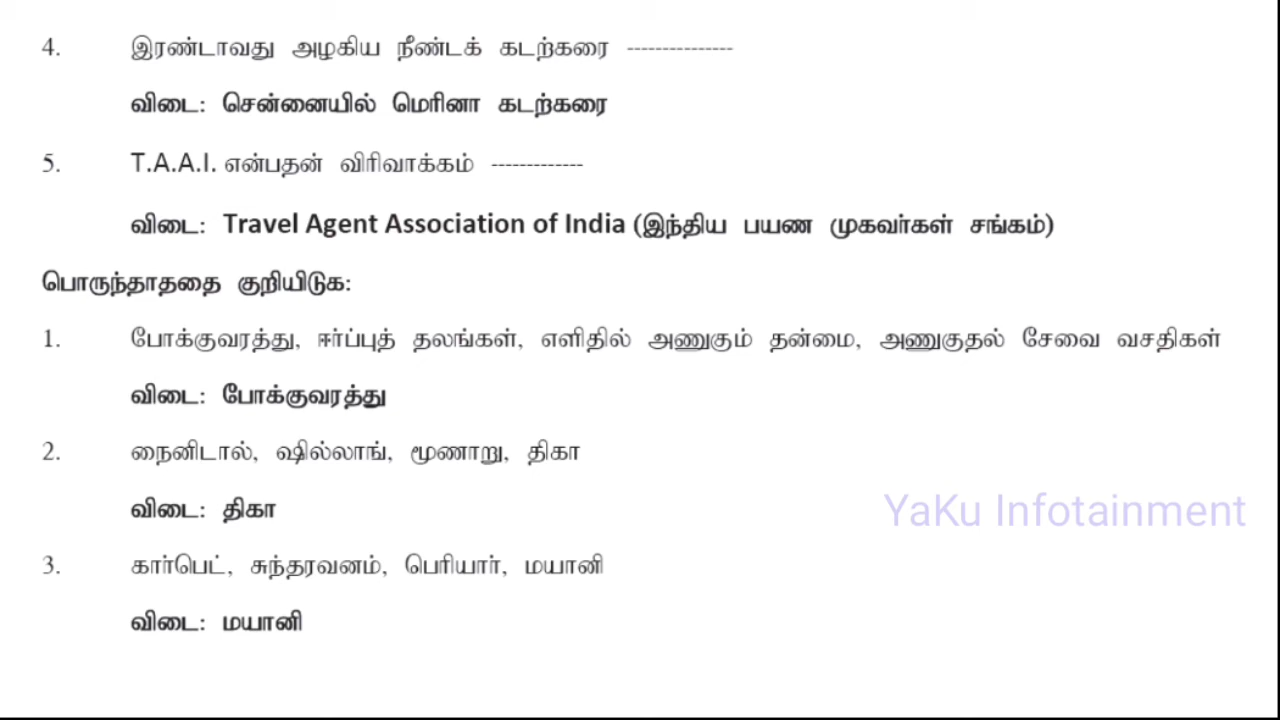 4. இரண்டாவது அழகிய நீண்டக் கடற்கரை ---------------
விடை: சென்னையில் மெரினா கடற்கரை
5. T.A.A.I. என்பதன் விரிவாக்கம் -------------
விடை: Travel Agent Association of India (இந்திய பயண முகவர்கள் சங்கம்)
பொருந்தாததை குறியிடுக:
1. போக்குவரத்து, ஈர்ப்புத் தலங்கள், எளிதில் அணுகும் தன்மை, அணுகுதல் சேவை வசதிகள்
விடை: போக்குவரத்து
2. நைனிடால், ஷில்லாங், மூணாறு, திகா
விடை: திகா
YaKu Infotainment
3. கார்பெட், சுந்தரவனம், பெரியார், மயானி
விடை: மயானி